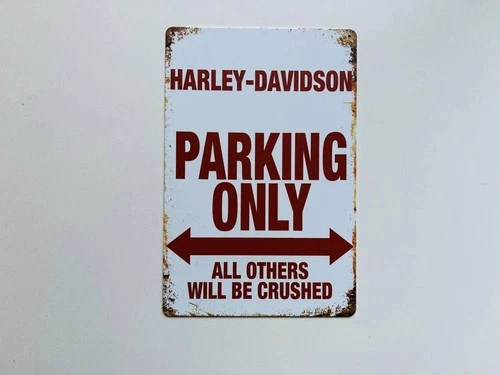 HARLEY-DAVIDSON
PARKING
ONLY
ALL OTHERS
WILL BE CRUSHED